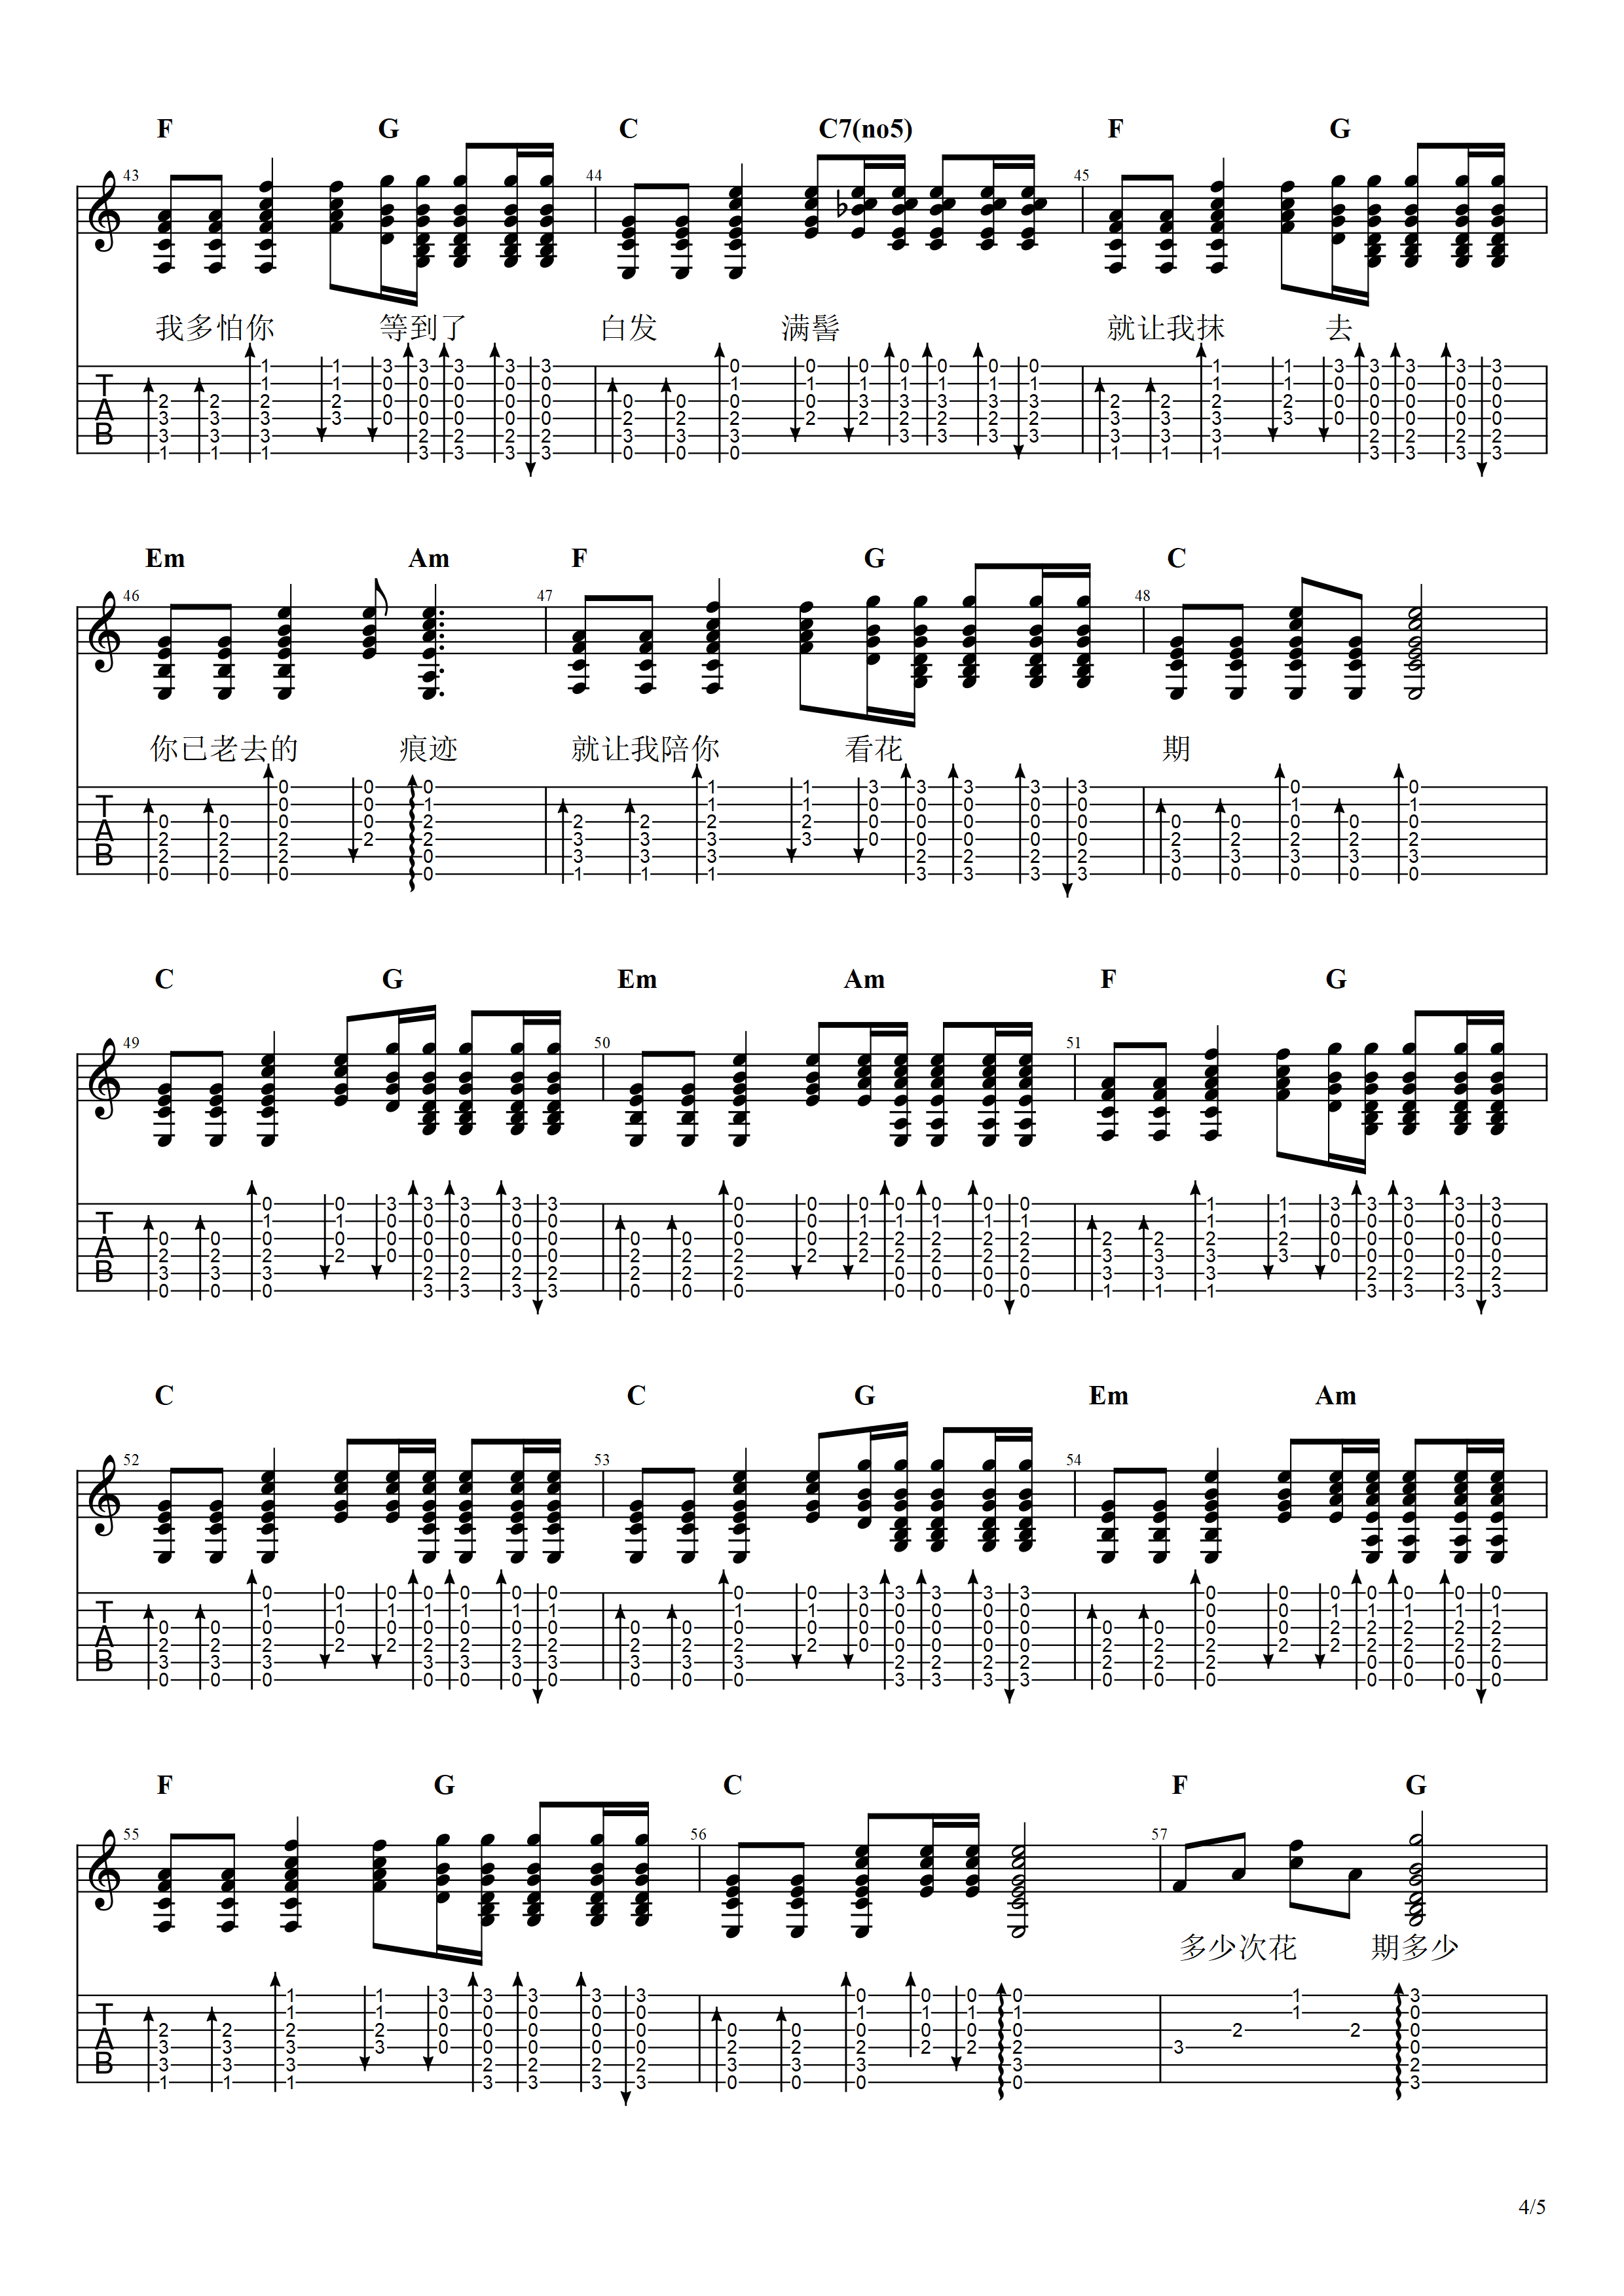 F G C C7(no5) F G
43 44 45
我多怕你 等到了 白发 满髻 就让我抹 去
Em Am F G C
46 47 48
你已老去的 痕迹 就让我陪你 看花 期
C G Em Am F G
49 50 51
C C G Em Am
52 53 54
F G C F G
55 56 57
多少次花 期多少
4/5